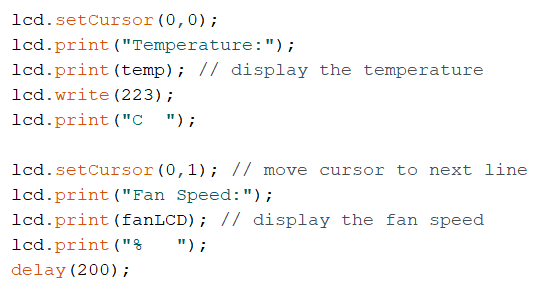 lcd.setCursor(0,0);
lcd.print("Temperature:");
lcd.print(temp); // display the temperature
lcd.write(223);
lcd.print("C  ");
lcd.setCursor(0,1); // move cursor to next line
lcd.print("Fan Speed:");
lcd.print(fanLCD); // display the fan speed
lcd.print("%   ");
delay(200);